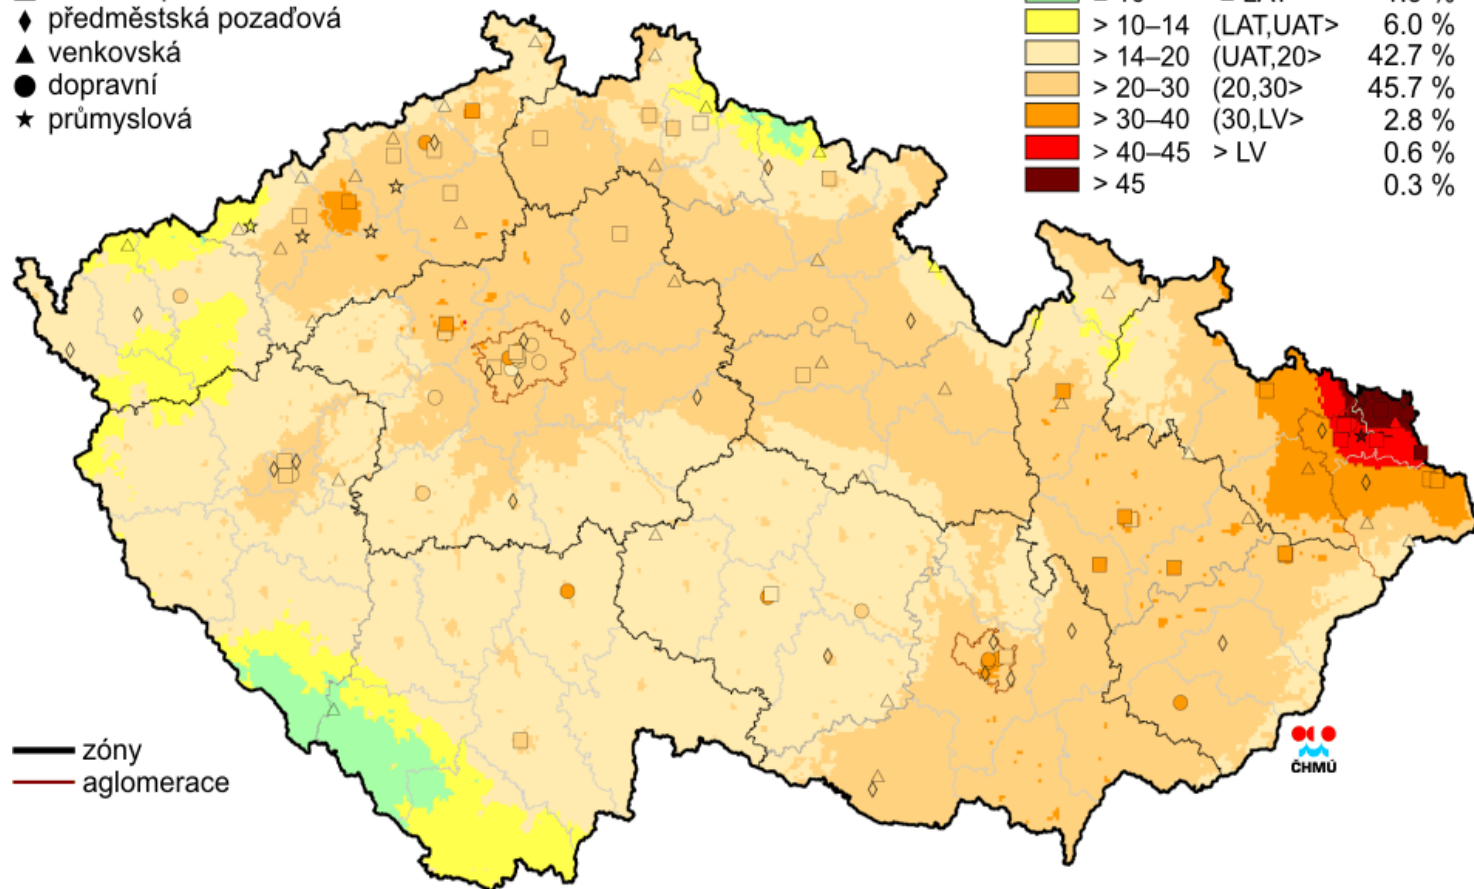 předměstská pozaďová
venkovská
dopravní
průmyslová
> 10–14 (LAT,UAT> 6.0 %
> 14–20 (UAT,20> 42.7 %
> 20–30 (20,30> 45.7 %
> 30–40 (30,LV> 2.8 %
> 40–45 > LV 0.6 %
> 45 0.3 %
zóny
aglomerace
ČHMÚ